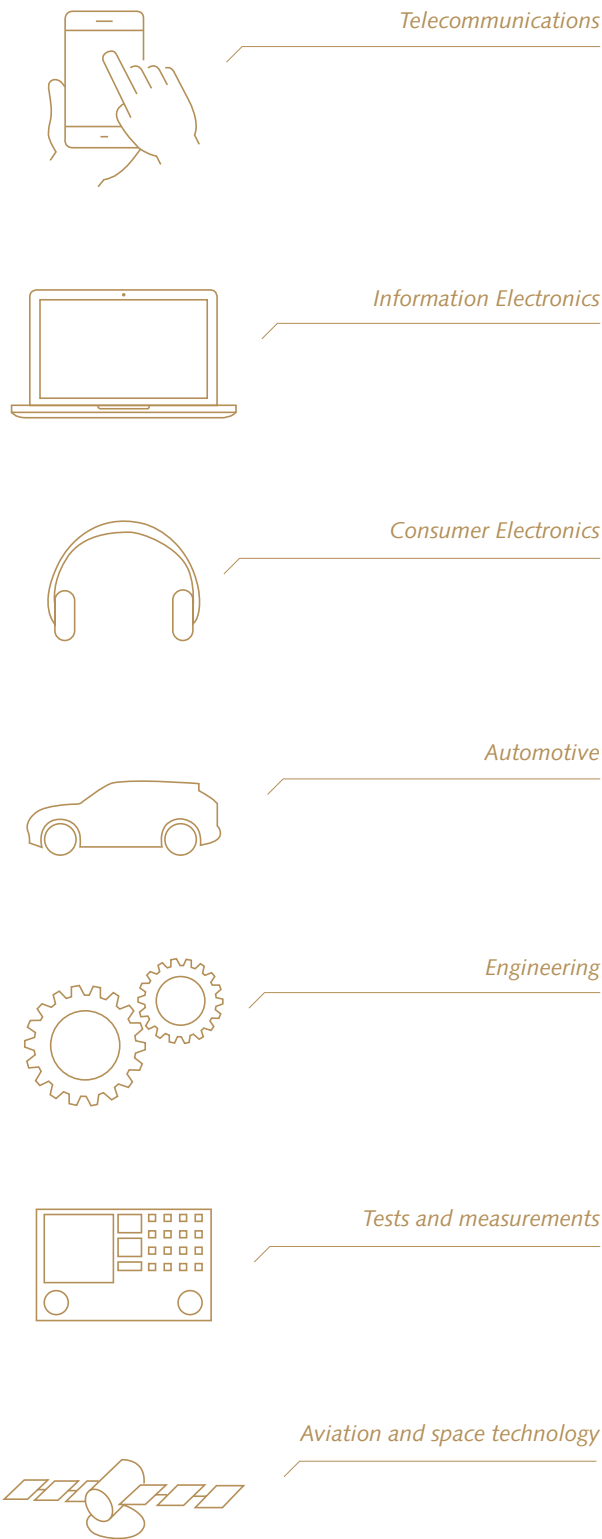 Telecommunications
Information Electronics
Consumer Electronics
Automotive
Engineering
Tests and measurements
Aviation and space technology